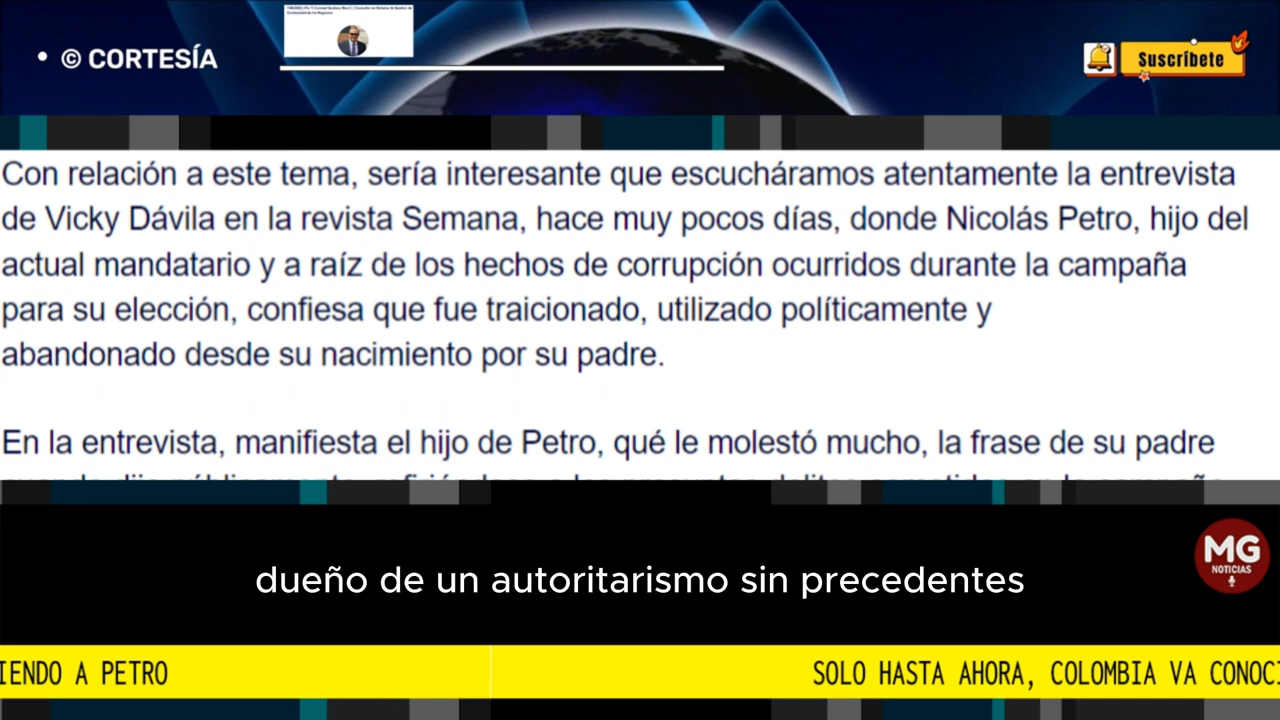 • © CORTESÍA
Suscríbete
Con relación a este tema, sería interesante que escucháramos atentamente la entrevista
de Vicky Dávila en la revista Semana, hace muy pocos días, donde Nicolás Petro, hijo del
actual mandatario y a raíz de los hechos de corrupción ocurridos durante la campaña
para su elección, confiesa que fue traicionado, utilizado políticamente y
abandonado desde su nacimiento por su padre.
En la entrevista, manifiesta el hijo de Petro, qué le molestó mucho, la frase de su padre
MG
NOTICIAS
dueño de un autoritarismo sin precedentes
IENDO A PETRO SOLO HASTA AHORA, COLOMBIA VA CONOCI